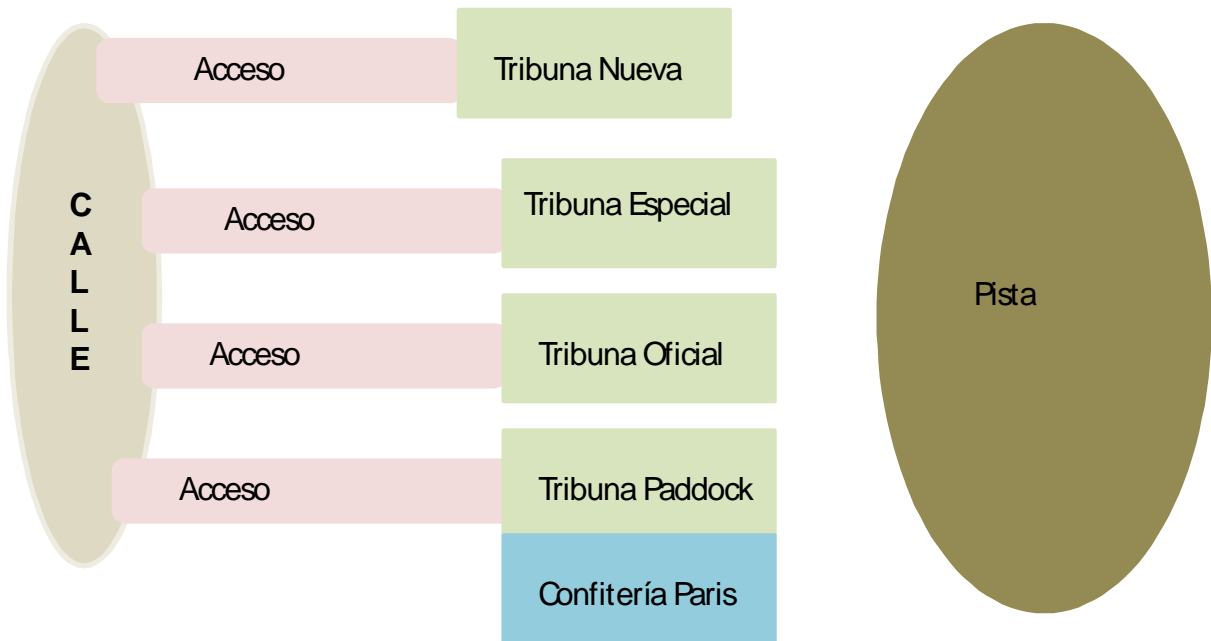 Acceso
Tribuna Nueva
C
A
L
L
E
Acceso
Tribuna Especial
Pista
Acceso
Tribuna Oficial
Acceso
Tribuna Paddock
Confitería Paris